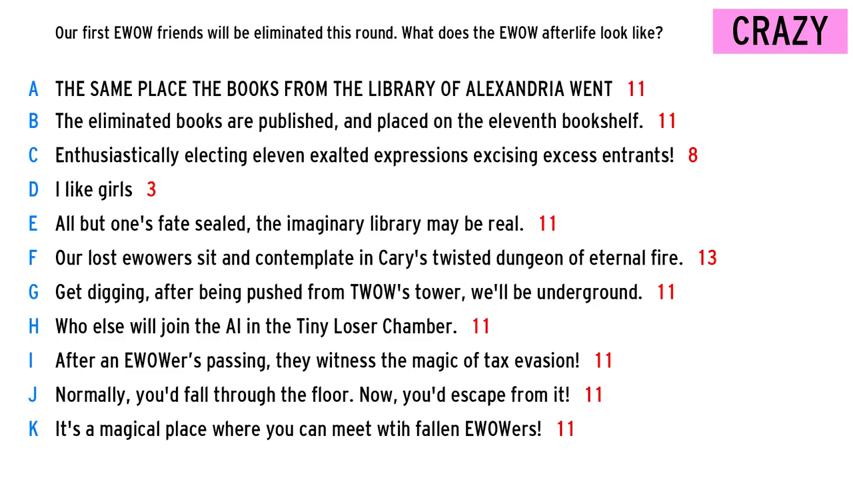 Our first EWOW friends will be eliminated this round. What does the EWOW afterlife look like?
CRAZY
A THE SAME PLACE THE BOOKS FROM THE LIBRARY OF ALEXANDRIA WENT 11
B The eliminated books are published, and placed on the eleventh bookshelf. 11
C Enthusiastically electing eleven exalted expressions excising excess entrants! 8
D I like girls 3
E All but one's fate sealed, the imaginary library may be real. 11
F Our lost ewowers sit and contemplate in Cary's twisted dungeon of eternal fire. 13
G Get digging, after being pushed from TWOW's tower, we'll be underground. 11
H Who else will join the AI in the Tiny Loser Chamber. 11
I After an EWOWer’s passing, they witness the magic of tax evasion! 11
J Normally, you'd fall through the floor. Now, you'd escape from it! 11
K It's a magical place where you can meet wtih fallen EWOWers! 11